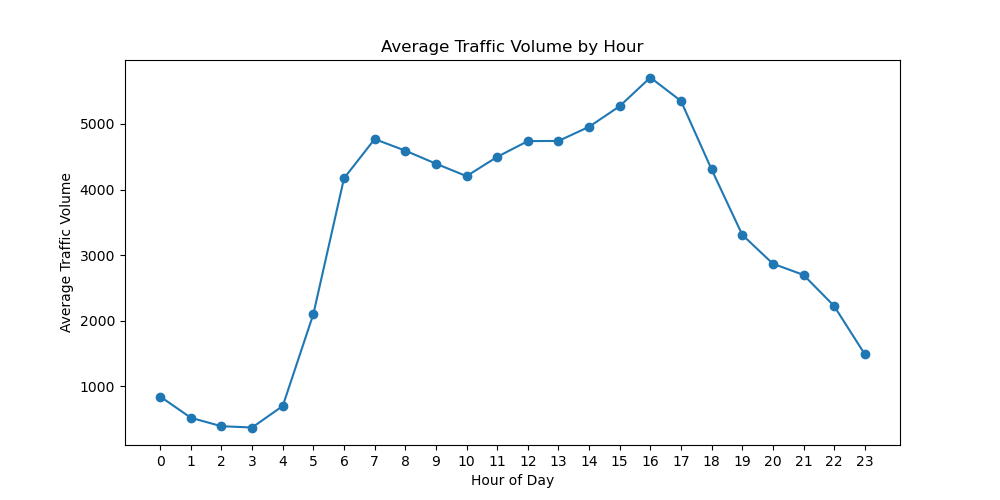 Average Traffic Volume by Hour
Average Traffic Volume
5000
4000
3000
2000
1000
0 1 2 3 4 5 6 7 8 9 10 11 12 13 14 15 16 17 18 19 20 21 22 23
Hour of Day